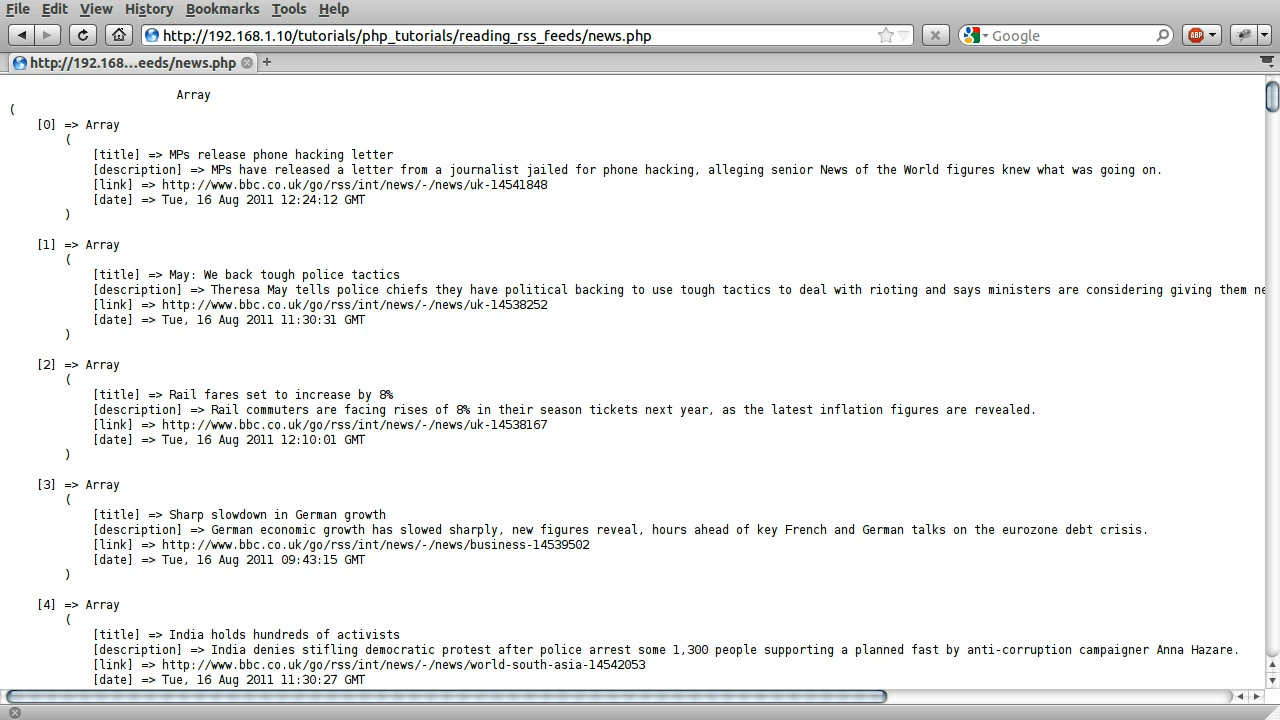 File Edit View History Bookmarks Tools Help
http://192.168.1.10/tutorials/php_tutorials/reading_rss_feeds/news.php
Google
ABP
http://192.168...eeds/news.php
+
Array
(
[0] => Array
(
[title] => MPs release phone hacking letter
[description] => MPs have released a letter from a journalist jailed for phone hacking, alleging senior News of the World figures knew what was going on.
[link] => http://www.bbc.co.uk/go/rss/int/news/-/news/uk-14541848
[date] => Tue, 16 Aug 2011 12:24:12 GMT
)
[1] => Array
(
[title] => May: We back tough police tactics
[description] => Theresa May tells police chiefs they have political backing to use tough tactics to deal with rioting and says ministers are considering giving them ne
[link] => http://www.bbc.co.uk/go/rss/int/news/-/news/uk-14538252
[date] => Tue, 16 Aug 2011 11:30:31 GMT
)
[2] => Array
(
[title] => Rail fares set to increase by 8%
[description] => Rail commuters are facing rises of 8% in their season tickets next year, as the latest inflation figures are revealed.
[link] => http://www.bbc.co.uk/go/rss/int/news/-/news/uk-14538167
[date] => Tue, 16 Aug 2011 12:10:01 GMT
)
[3] => Array
(
[title] => Sharp slowdown in German growth
[description] => German economic growth has slowed sharply, new figures reveal, hours ahead of key French and German talks on the eurozone debt crisis.
[link] => http://www.bbc.co.uk/go/rss/int/news/-/news/business-14539502
[date] => Tue, 16 Aug 2011 09:43:15 GMT
)
[4] => Array
(
[title] => India holds hundreds of activists
[description] => India denies stifling democratic protest after police arrest some 1,300 people supporting a planned fast by anti-corruption campaigner Anna Hazare.
[link] => http://www.bbc.co.uk/go/rss/int/news/-/news/world-south-asia-14542053
[date] => Tue, 16 Aug 2011 11:30:27 GMT